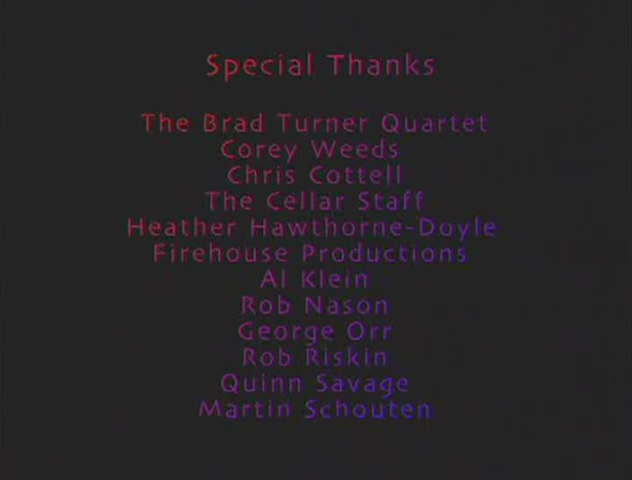 Special Thanks
The Brad Turner Quartet
Corey Weeds
Chris Cottell
The Cellar Staff
Heather Hawthorne-Doyle
Firehouse Productions
Al Klein
Rob Nason
George Orr
Rob Riskin
Quinn Savage
Martin Schouten